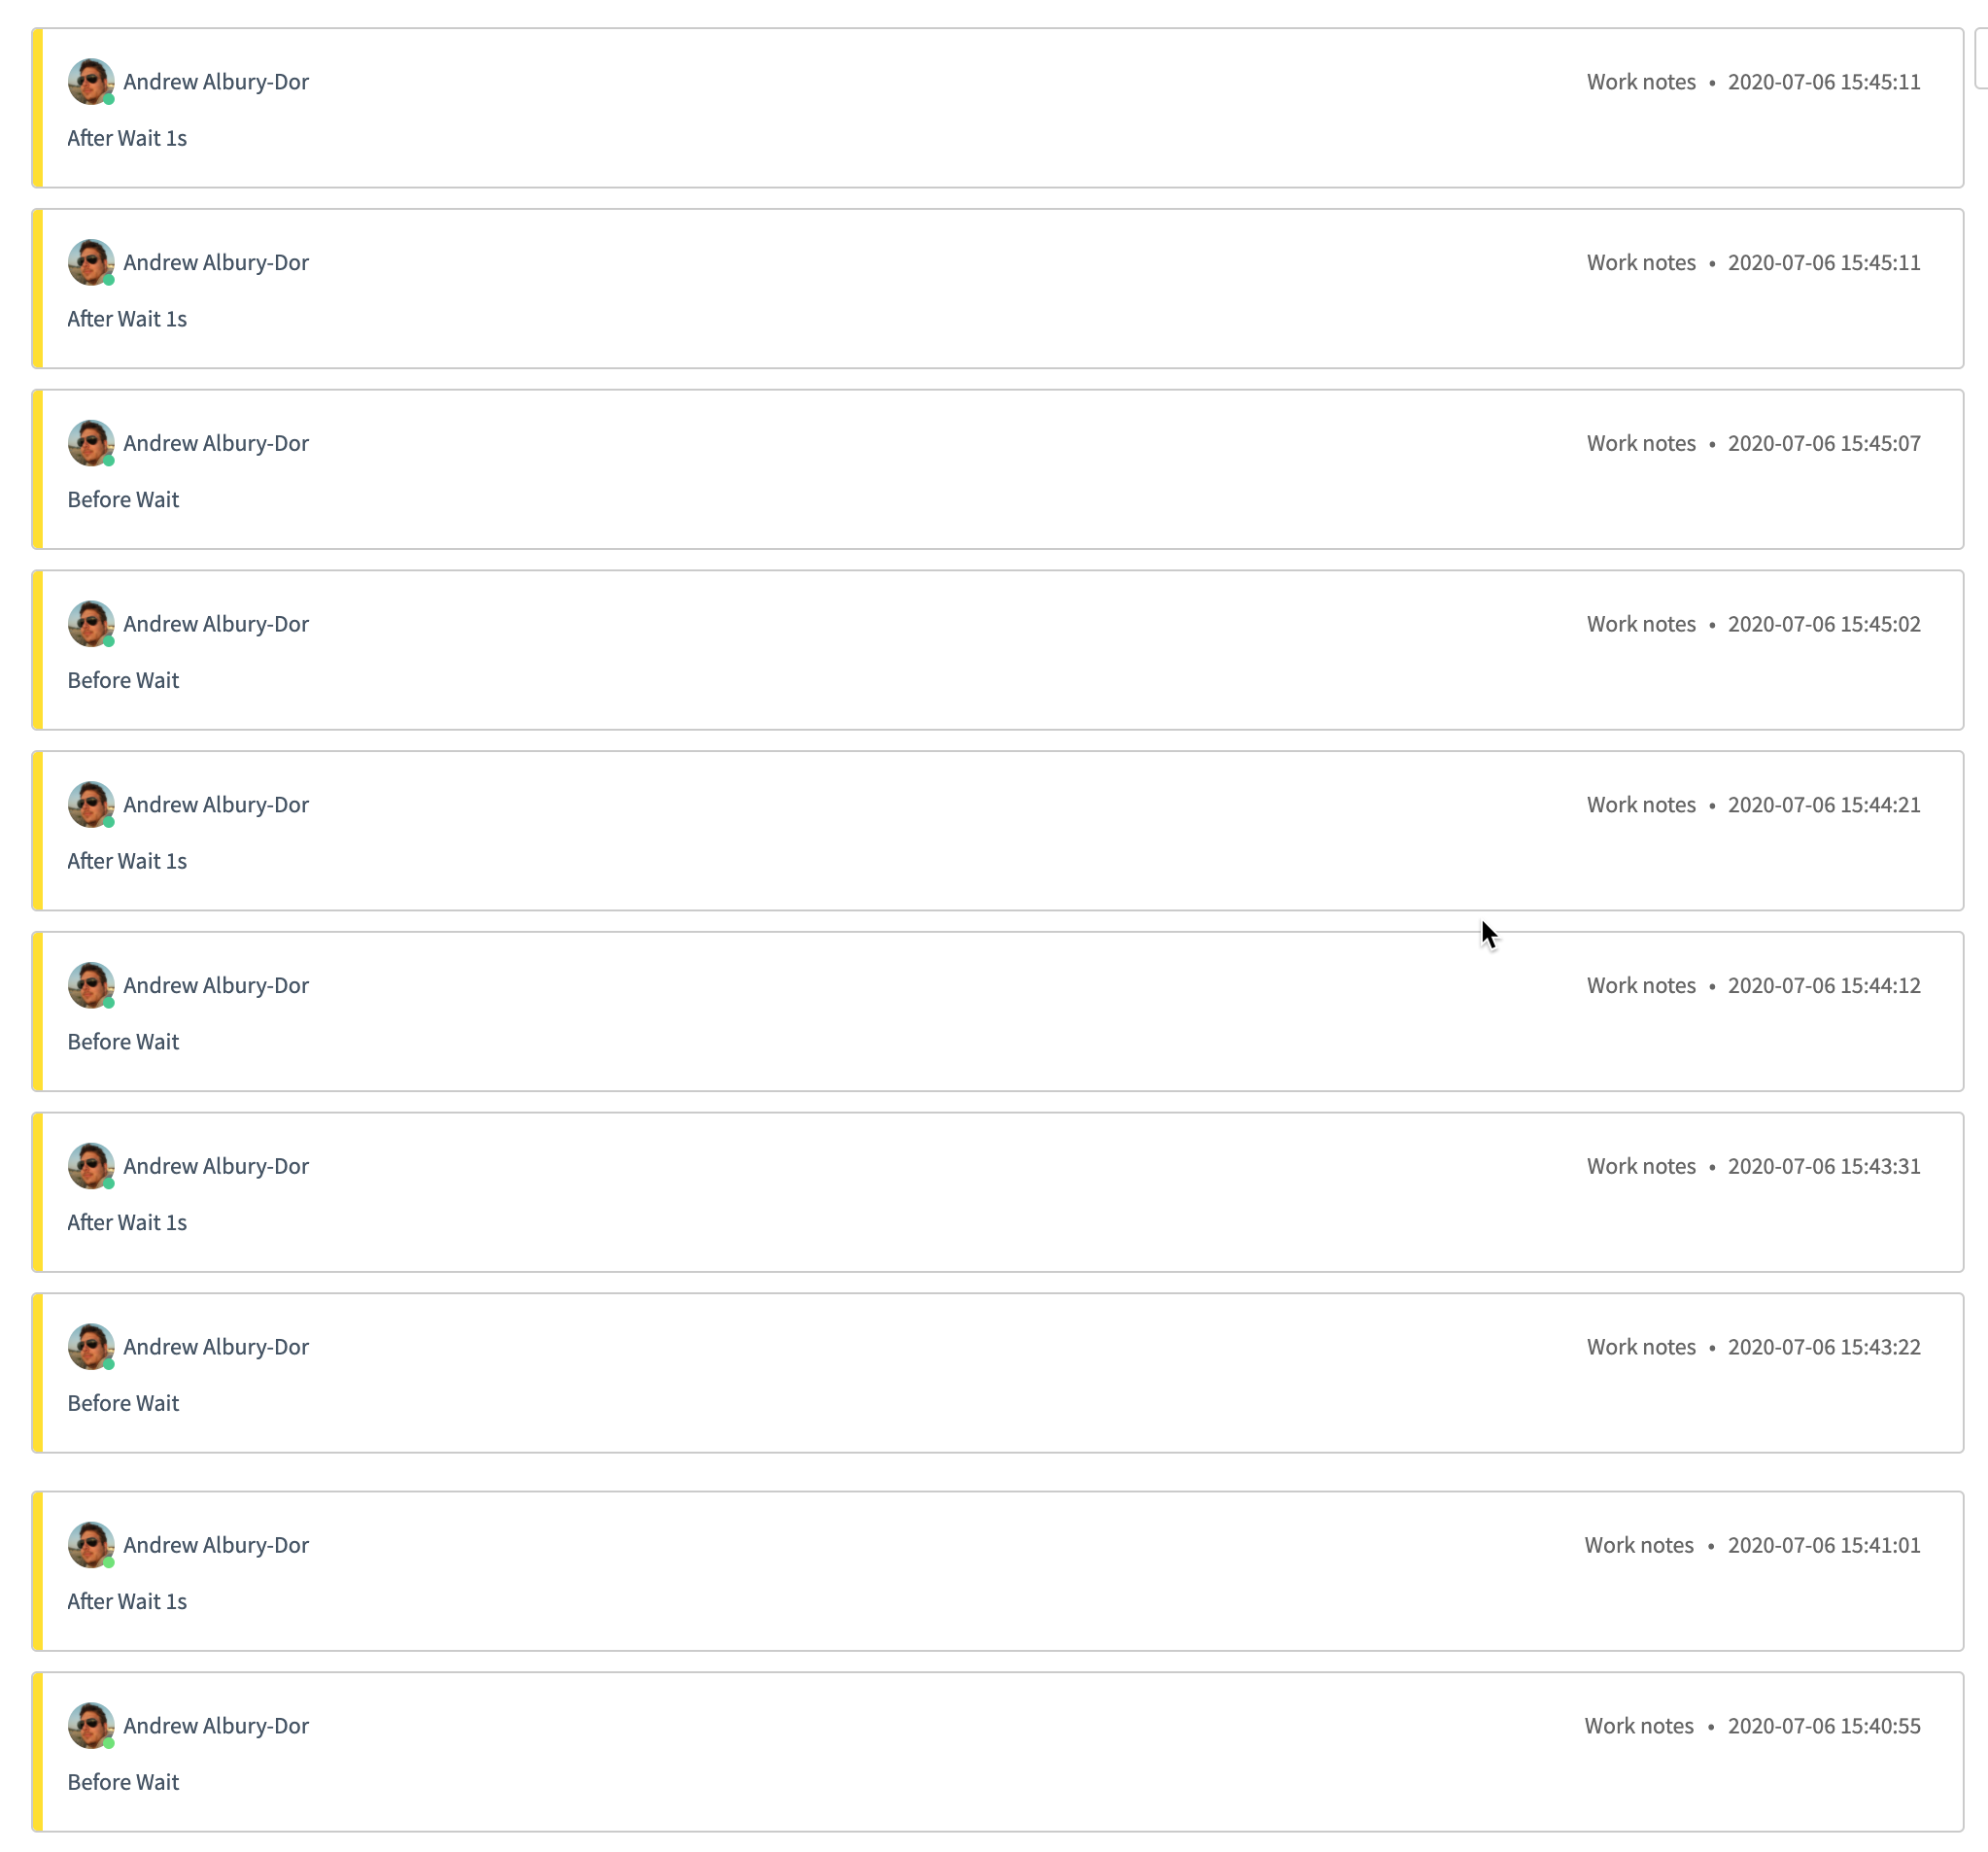 Andrew Albury-Dor Work notes • 2020-07-06 15:45:11
After Wait 1s
Andrew Albury-Dor Work notes • 2020-07-06 15:45:11
After Wait 1s
Andrew Albury-Dor Work notes • 2020-07-06 15:45:07
Before Wait
Andrew Albury-Dor Work notes • 2020-07-06 15:45:02
Before Wait
Andrew Albury-Dor Work notes • 2020-07-06 15:44:21
After Wait 1s
Andrew Albury-Dor Work notes • 2020-07-06 15:44:12
Before Wait
Andrew Albury-Dor Work notes • 2020-07-06 15:43:31
After Wait 1s
Andrew Albury-Dor Work notes • 2020-07-06 15:43:22
Before Wait
Andrew Albury-Dor Work notes • 2020-07-06 15:41:01
After Wait 1s
Andrew Albury-Dor Work notes • 2020-07-06 15:40:55
Before Wait